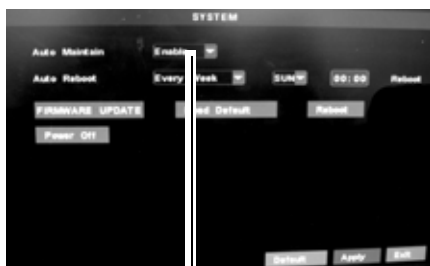 SYSTEM
Auto Maintain Enable
Auto Reboot Every Week SUN 00:00 Reboot
FIRMWARE UPDATE Default Reboot
Power Off
Default Apply Exit